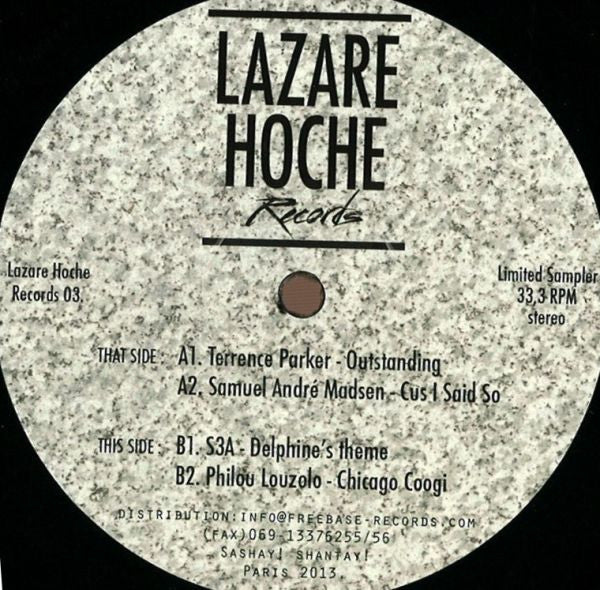 LAZARE
HOCHE
Records
Lazare Hoche
Records 03.
Limited Sampler
33,3 RPM
stereo
THAT SIDE : A1. Terrence Parker - Outstanding
A2. Samuel André Madsen - Cus I Said So
THIS SIDE : B1. S3A - Delphine's theme
B2. Philou Louzolo - Chicago Coogi
DISTRIBUTION:INFO@FREEBASE-RECORDS.COM
(FAX)069-13376255/56
SASHAY! SHANTAY!
PARIS 2013.